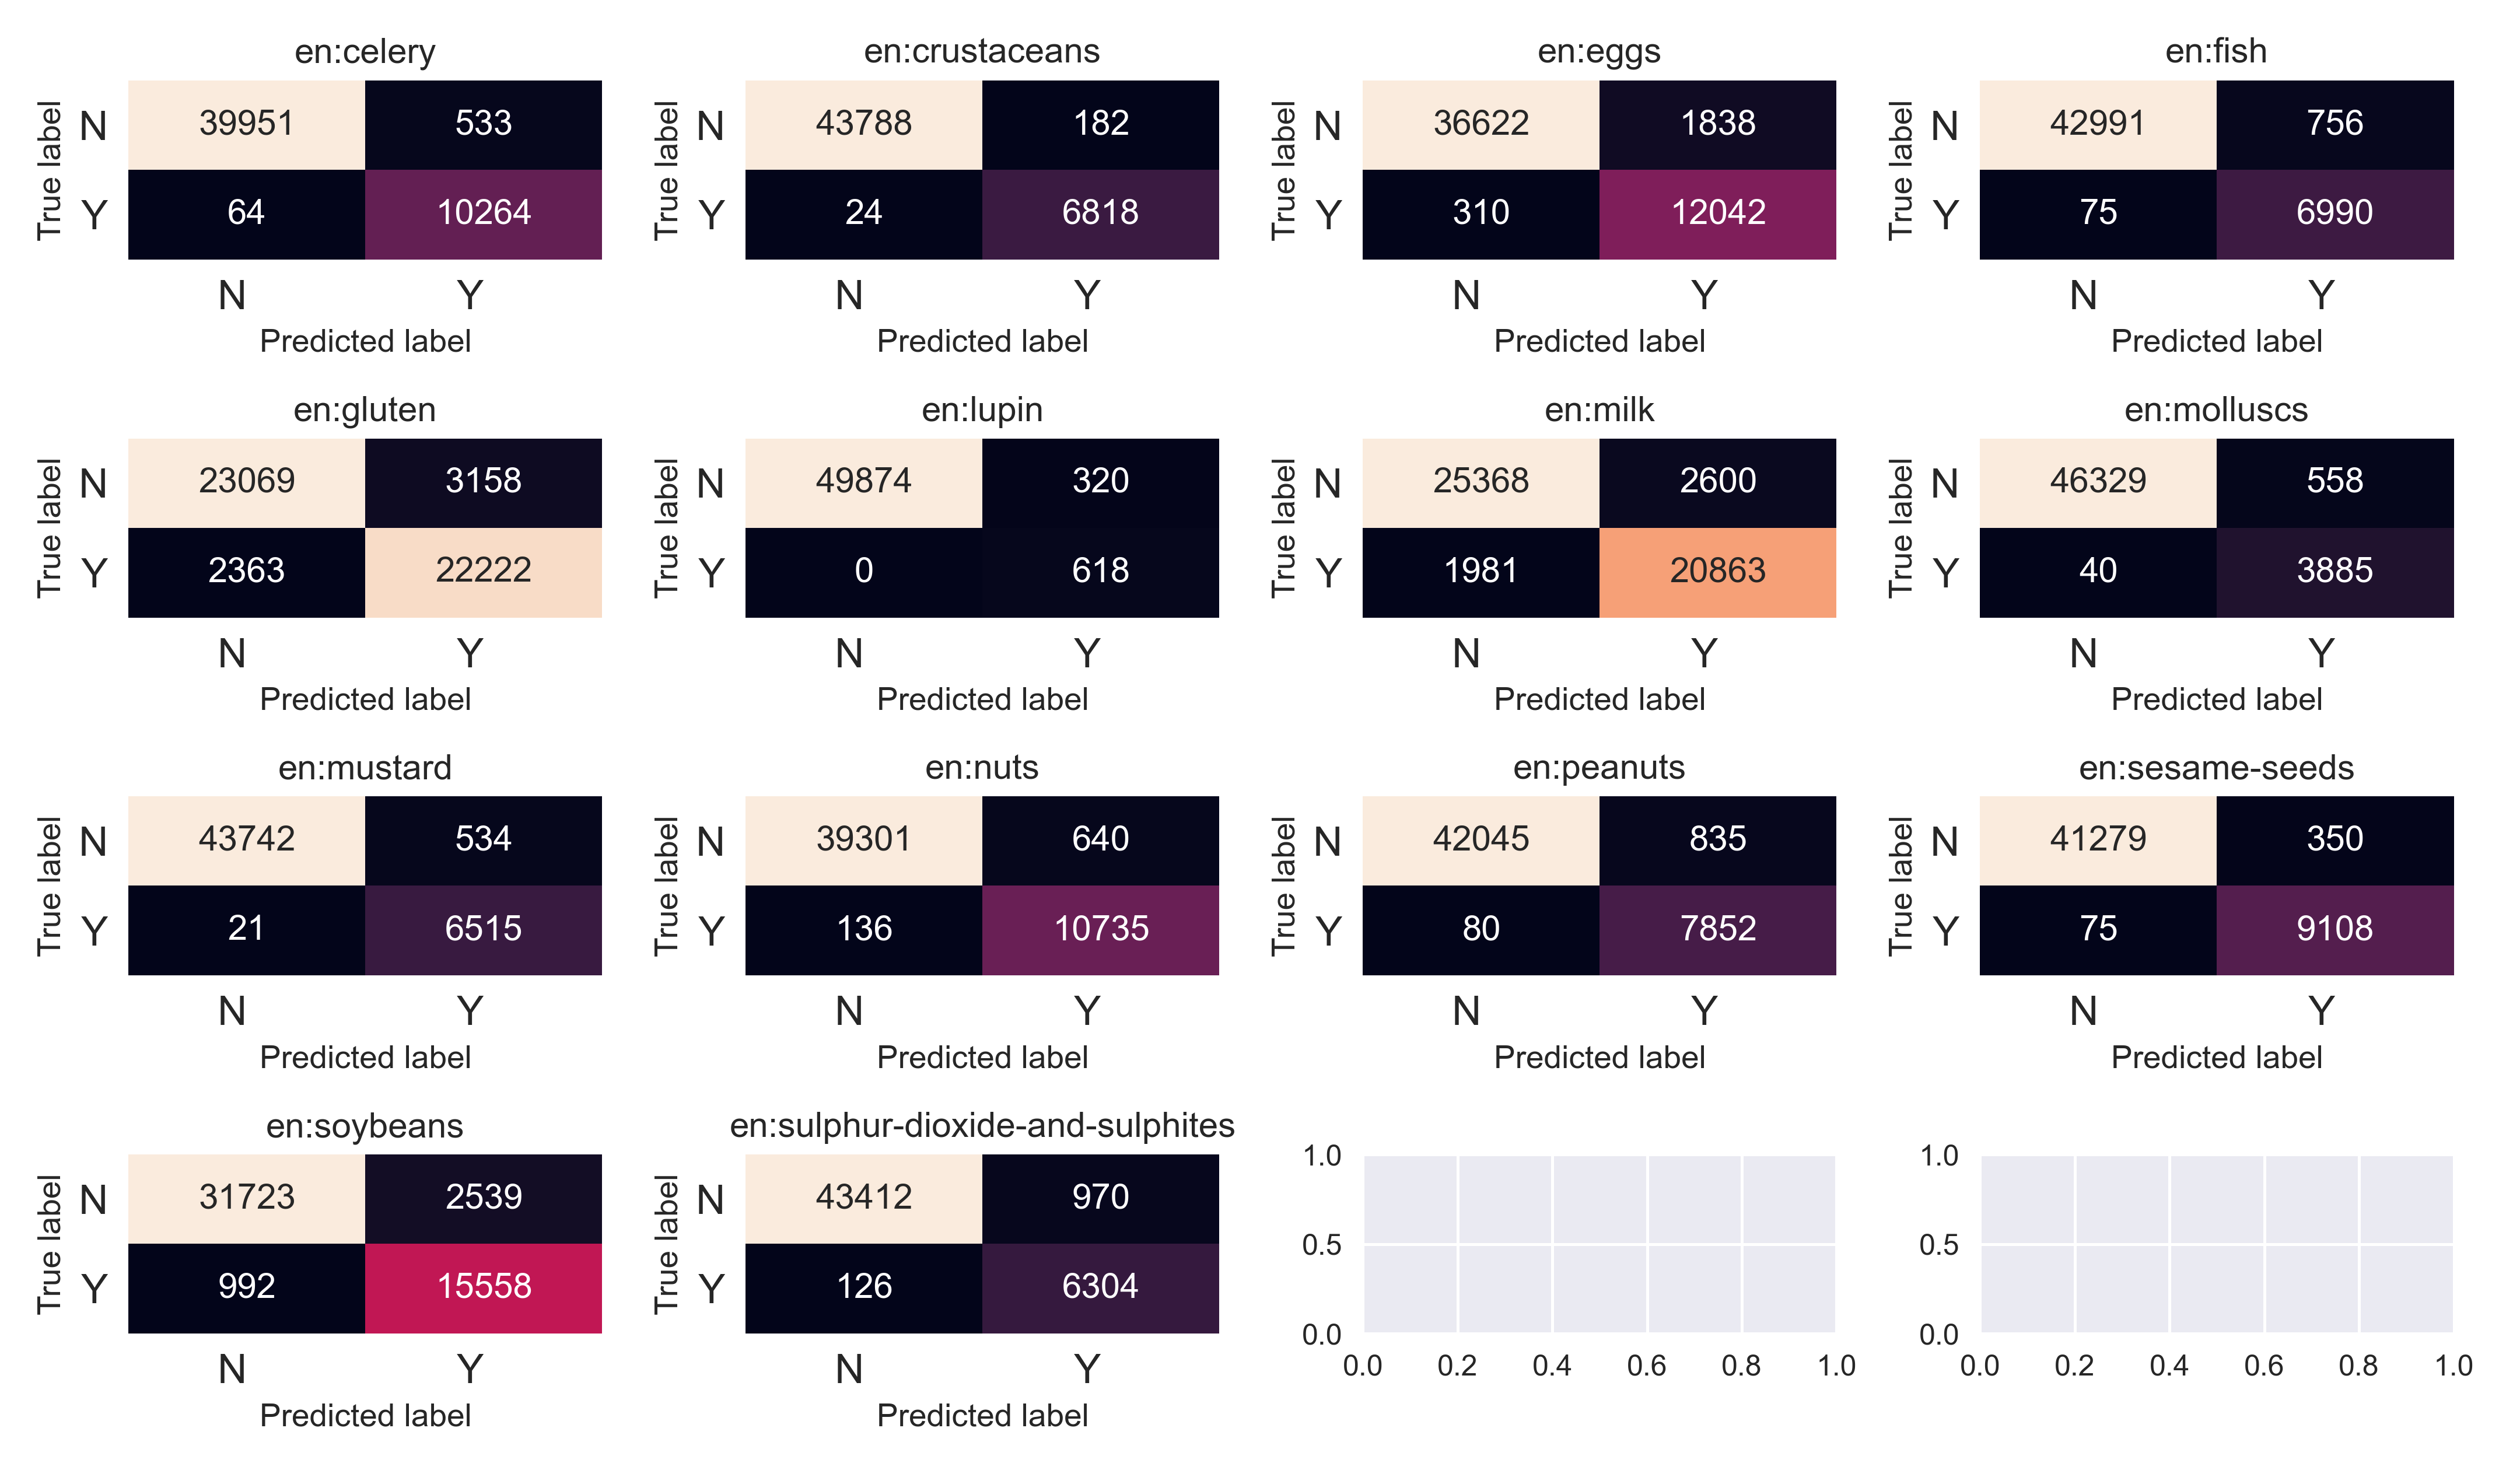 en:celery
True label
N
39951 533
Y
64 10264
N Y
Predicted label
en:crustaceans
True label
N
43788 182
Y
24 6818
N Y
Predicted label
en:eggs
True label
N
36622 1838
Y
310 12042
N Y
Predicted label
en:fish
True label
N
42991 756
Y
75 6990
N Y
Predicted label
en:gluten
True label
N
23069 3158
Y
2363 22222
N Y
Predicted label
en:lupin
True label
N
49874 320
Y
0 618
N Y
Predicted label
en:milk
True label
N
25368 2600
Y
1981 20863
N Y
Predicted label
en:molluscs
True label
N
46329 558
Y
40 3885
N Y
Predicted label
en:mustard
True label
N
43742 534
Y
21 6515
N Y
Predicted label
en:nuts
True label
N
39301 640
Y
136 10735
N Y
Predicted label
en:peanuts
True label
N
42045 835
Y
80 7852
N Y
Predicted label
en:sesame-seeds
True label
N
41279 350
Y
75 9108
N Y
Predicted label
en:soybeans
True label
N
31723 2539
Y
992 15558
N Y
Predicted label
en:sulphur-dioxide-and-sulphites
True label
N
43412 970
Y
126 6304
N Y
Predicted label
1.0
0.5
0.0
0.0 0.2 0.4 0.6 0.8 1.0
1.0
0.5
0.0
0.0 0.2 0.4 0.6 0.8 1.0